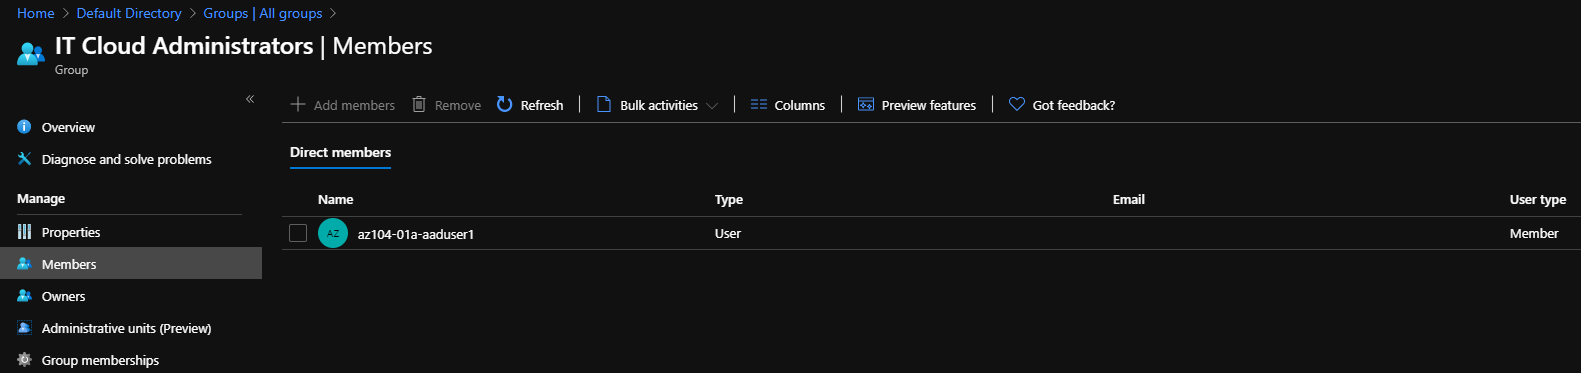 Home > Default Directory > Groups | All groups >
IT Cloud Administrators | Members
Group
«
Add members Remove Refresh Bulk activities Columns Preview features Got feedback?
Overview
Diagnose and solve problems
Manage
Properties
Members
Owners
Administrative units (Preview)
Group memberships
Direct members
Name Type Email User type
AZ az104-01a-aaduser1 User Member